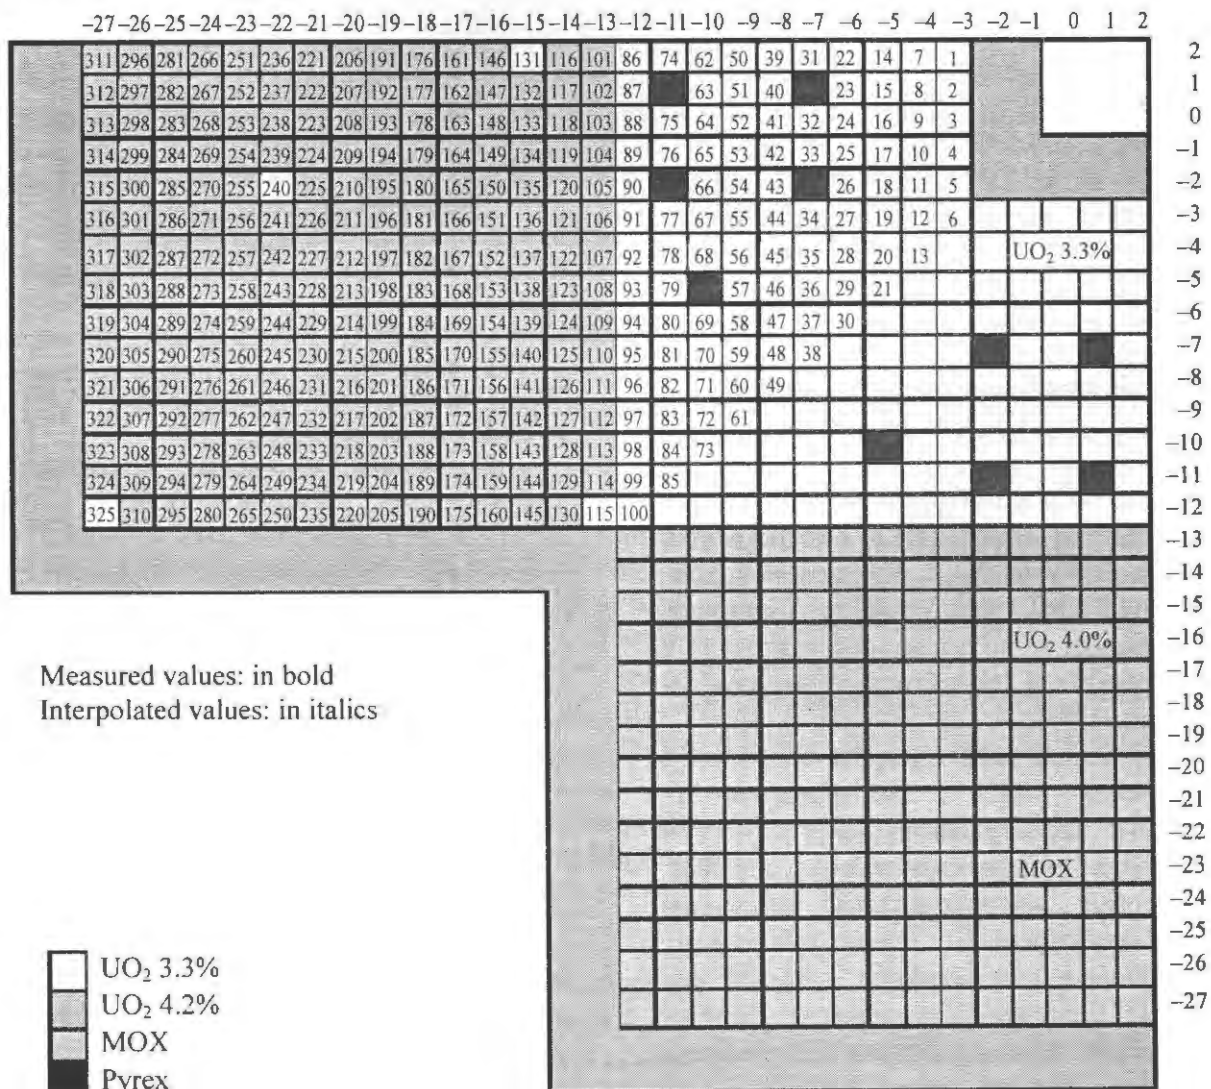 –27 –26 –25 –24 –23 –22 –21 –20 –19 –18 –17 –16 –15 –14 –13 –12 –11 –10 –9 –8 –7 –6 –5 –4 –3 –2 –1 0 1 2
311 296 281 266 251 236 221 206 191 176 161 146 131 116 101 86 74 62 50 39 31 22 14 7 1 2
312 297 282 267 252 237 222 207 192 177 162 147 132 117 102 87 63 51 40 23 15 8 2 1
313 298 283 268 253 238 223 208 193 178 163 148 133 118 103 88 75 64 52 41 32 24 16 9 3 0
314 299 284 269 254 239 224 209 194 179 164 149 134 119 104 89 76 65 53 42 33 25 17 10 4 –1
315 300 285 270 255 240 225 210 195 180 165 150 135 120 105 90 66 54 43 26 18 11 5 –2
316 301 286 271 256 241 226 211 196 181 166 151 136 121 106 91 77 67 55 44 34 27 19 12 6 –3
317 302 287 272 257 242 227 212 197 182 167 152 137 122 107 92 78 68 56 45 35 28 20 13 UO₂ 3.3% –4
318 303 288 273 258 243 228 213 198 183 168 153 138 123 108 93 79 57 46 36 29 21 –5
319 304 289 274 259 244 229 214 199 184 169 154 139 124 109 94 80 69 58 47 37 30 –6
320 305 290 275 260 245 230 215 200 185 170 155 140 125 110 95 81 70 59 48 38 –7
321 306 291 276 261 246 231 216 201 186 171 156 141 126 111 96 82 71 60 49 –8
322 307 292 277 262 247 232 217 202 187 172 157 142 127 112 97 83 72 61 –9
323 308 293 278 263 248 233 218 203 188 173 158 143 128 113 98 84 73 –10
324 309 294 279 264 249 234 219 204 189 174 159 144 129 114 99 85 –11
325 310 295 280 265 250 235 220 205 190 175 160 145 130 115 100 –12
–13
–14
–15
UO₂ 4.0% –16
–17
–18
–19
–20
–21
–22
MOX –23
–24
–25
–26
–27
Measured values: in bold
Interpolated values: in italics
UO₂ 3.3%
UO₂ 4.2%
MOX
Pyrex